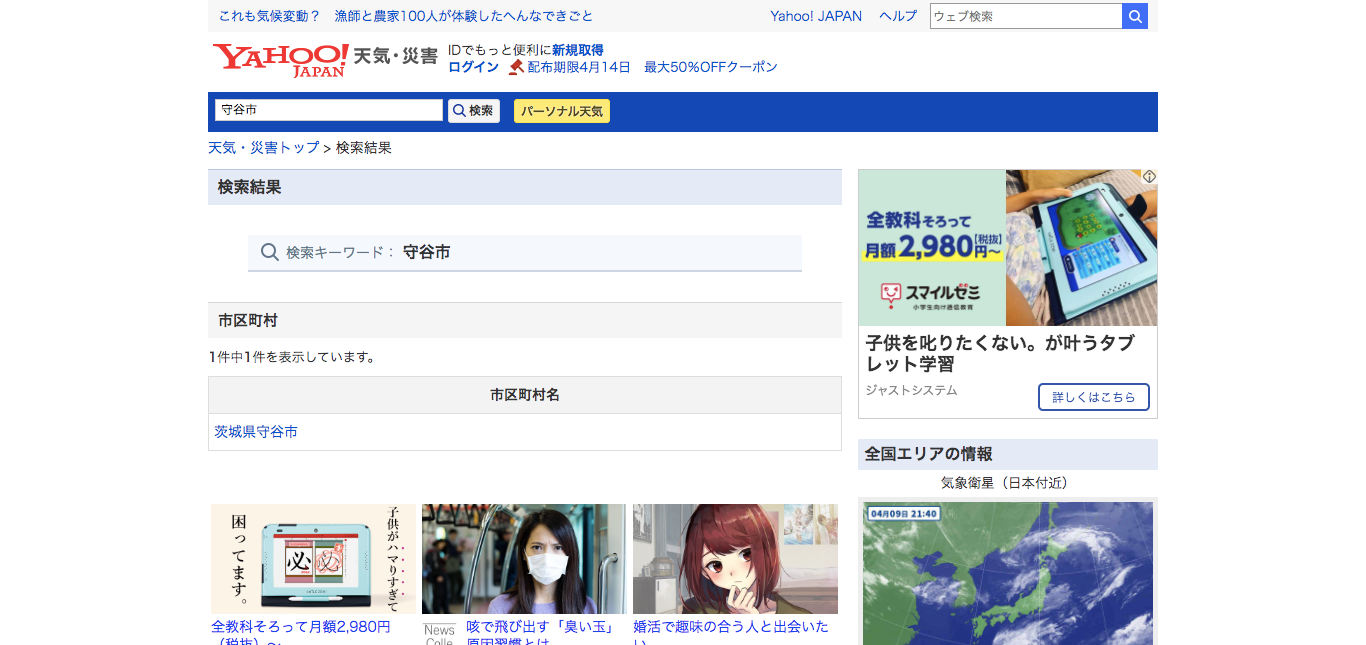 これも気候変動？　漁師と農家100人が体験したへんなできごと
Yahoo! JAPAN　ヘルプ
ウェブ検索
YAHOO! JAPAN 天気・災害
IDでもっと便利に新規取得
ログイン　配布期限4月14日　最大50%OFFクーポン
守谷市
検索
パーソナル天気
天気・災害トップ > 検索結果
検索結果
検索キーワード： 守谷市
市区町村
1件中1件を表示しています。
市区町村名
茨城県守谷市
子供がハマりすぎて
困ってます。
必 必
全教科そろって月額2,980円
（税抜）〜
News
Colle
咳で飛び出す「臭い玉」
原因習慣とは
婚活で趣味の合う人と出会いた
い
全教科そろって
月額2,980円〜【税抜】
スマイルゼミ
小学生向け通信教育
子供を叱りたくない。が叶うタブ
レット学習
ジャストシステム
詳しくはこちら
全国エリアの情報
気象衛星（日本付近）
04月09日 21:40